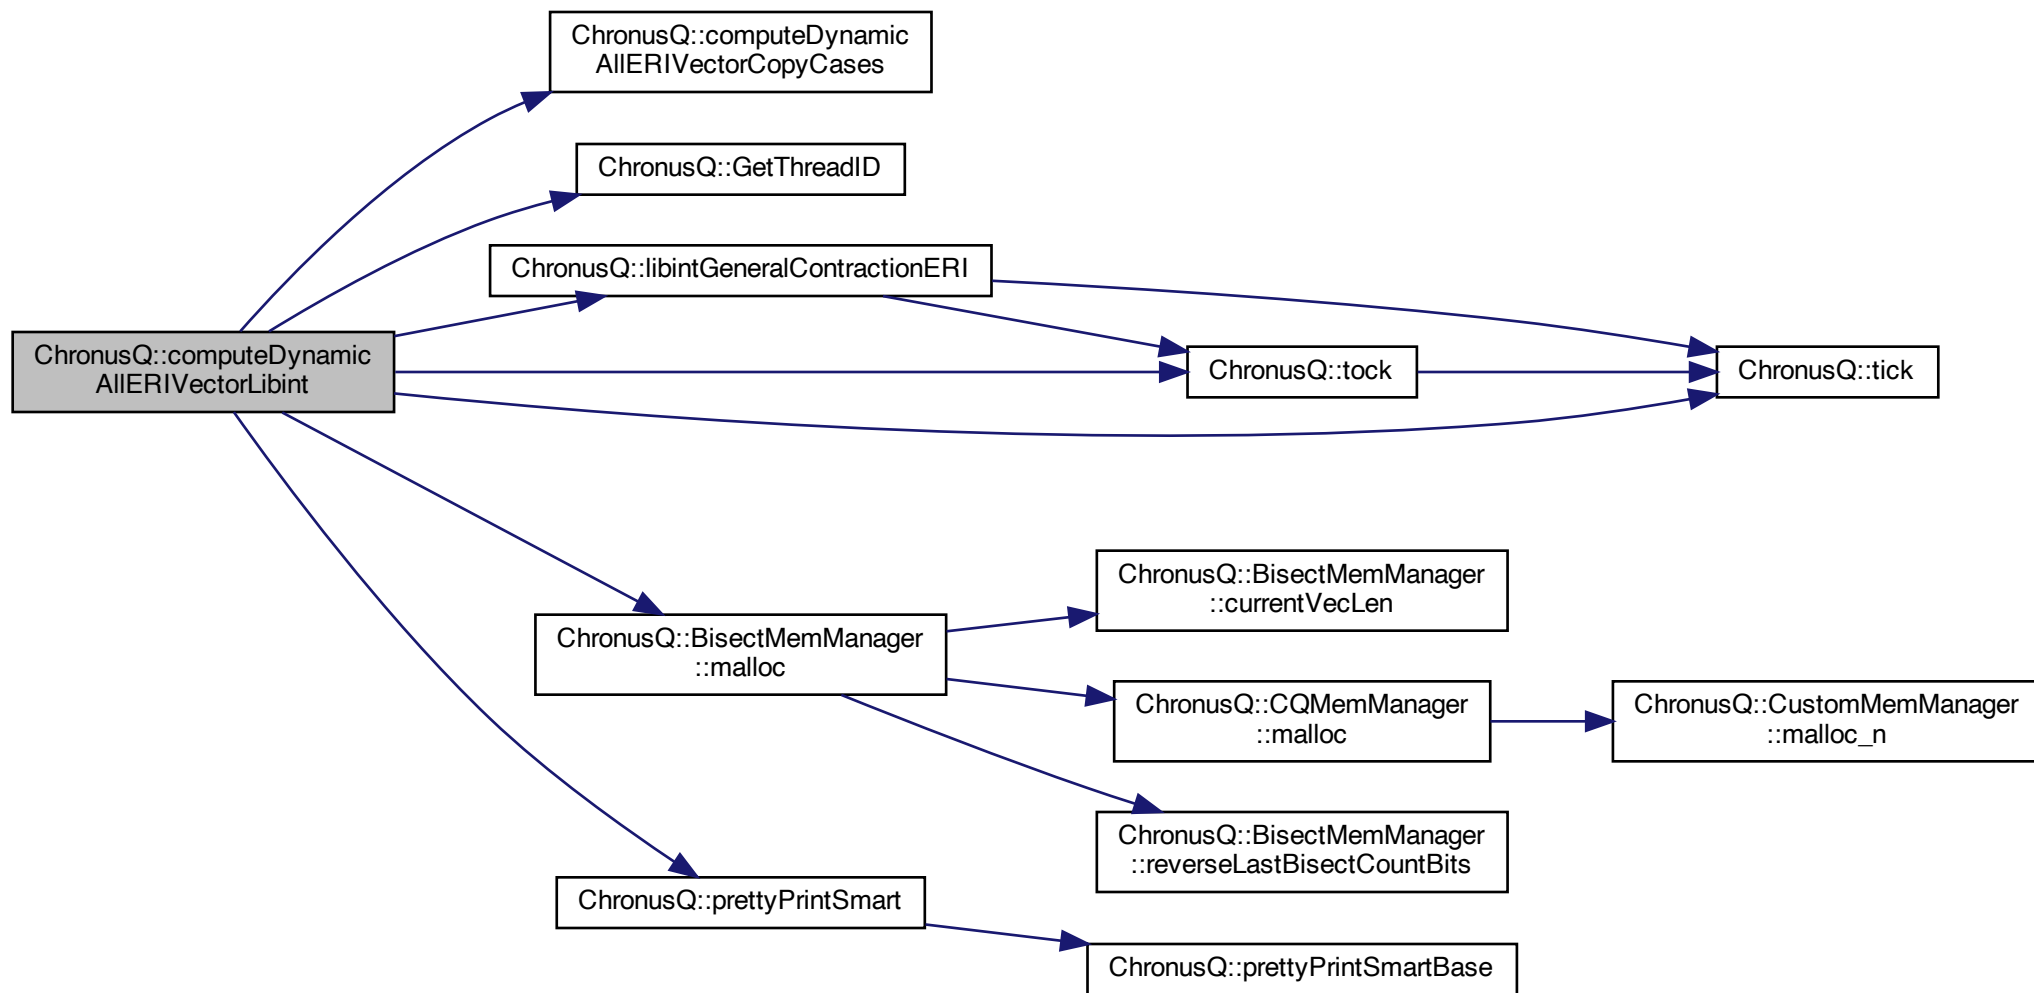 ChronusQ::computeDynamic
AllERIVectorCopyCases
ChronusQ::GetThreadID
ChronusQ::libintGeneralContractionERI
ChronusQ::computeDynamic
AllERIVectorLibint
ChronusQ::tock
ChronusQ::tick
ChronusQ::BisectMemManager
::currentVecLen
ChronusQ::BisectMemManager
::malloc
ChronusQ::CQMemManager
::malloc
ChronusQ::CustomMemManager
::malloc_n
ChronusQ::BisectMemManager
::reverseLastBisectCountBits
ChronusQ::prettyPrintSmart
ChronusQ::prettyPrintSmartBase